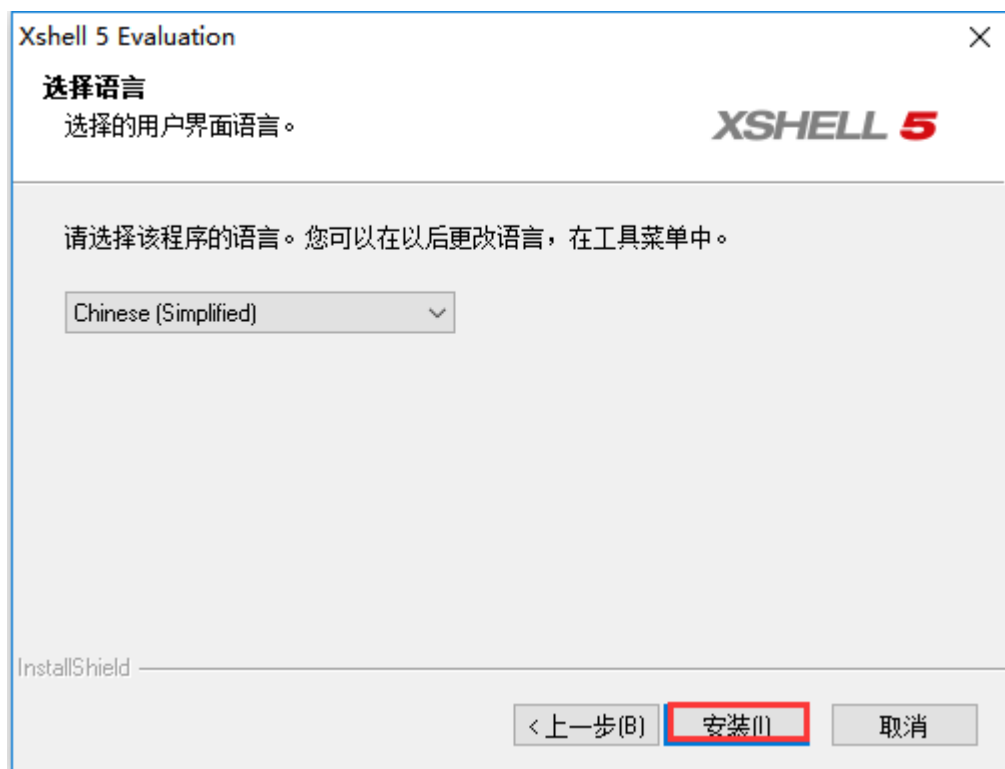 Xshell 5 Evaluation
选择语言
选择的用户界面语言。
XSHELL 5
请选择该程序的语言。您可以在以后更改语言，在工具菜单中。
Chinese (Simplified)
InstallShield
<上一步(B)
安装(I)
取消